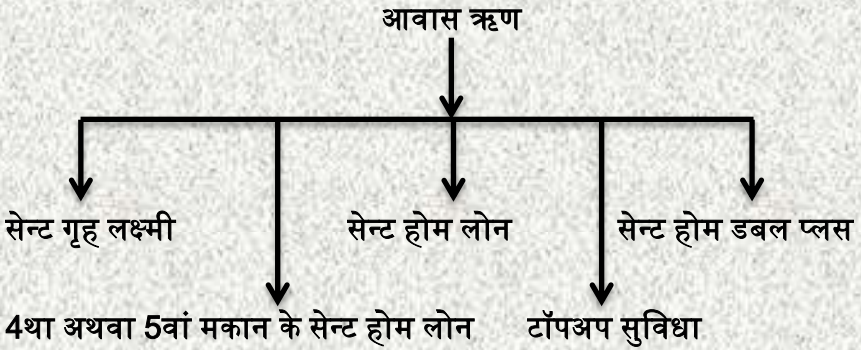 आवास ऋण
सेन्ट गृह लक्ष्मी
सेन्ट होम लोन
सेन्ट होम डबल प्लस
4था अथवा 5वां मकान के सेन्ट होम लोन
टॉपअप सुविधा